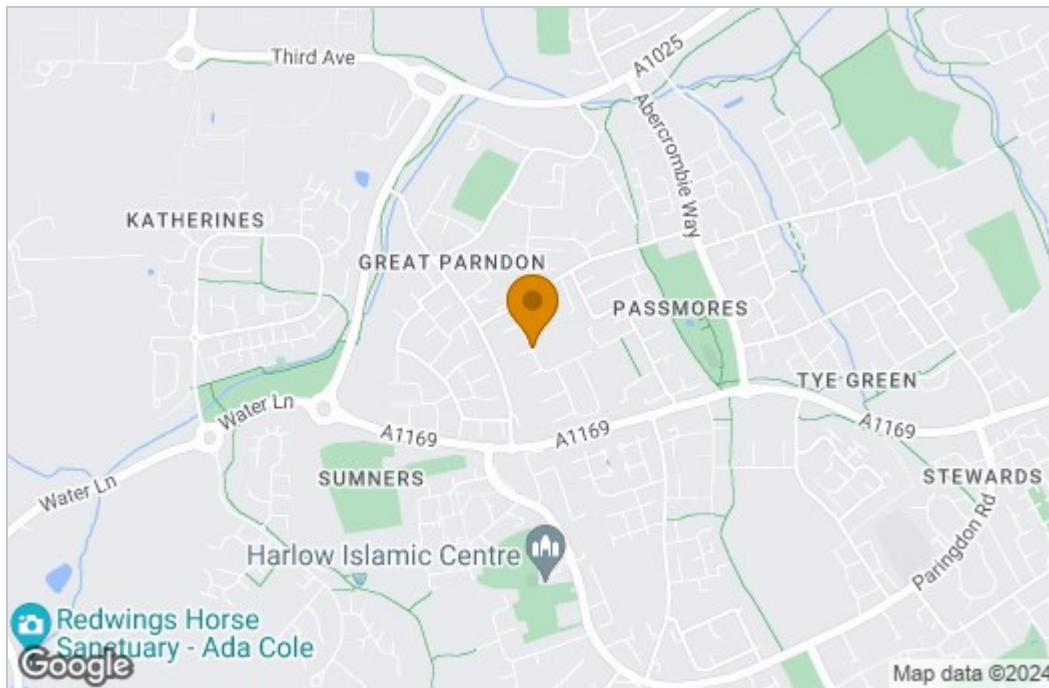 Third Ave
A1025
Abercrombie Way
KATHERINES
GREAT PARNDON
PASSMORES
TYE GREEN
Water Ln
A1169
A1169
A1169
SUMNERS
STEWARDS
Water Ln
Paringdon Rd
Harlow Islamic Centre
Redwings Horse
Sanctuary - Ada Cole
Google
Map data ©2024